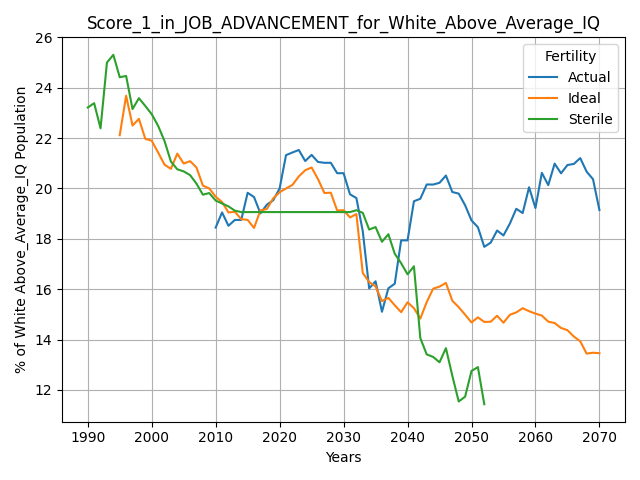 Score_1_in_JOB_ADVANCEMENT_for_White_Above_Average_IQ
% of White Above_Average_IQ Population
26
24
22
20
18
16
14
12
Fertility
Actual
Ideal
Sterile
1990 2000 2010 2020 2030 2040 2050 2060 2070
Years